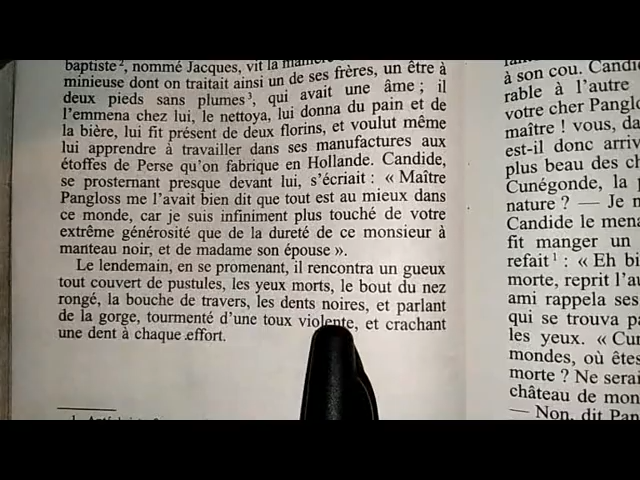 baptiste², nommé Jacques, vit la manière
minieuse dont on traitait ainsi un de ses frères, un être à
deux pieds sans plumes³, qui avait une âme ; il
l'emmena chez lui, le nettoya, lui donna du pain et de
la bière, lui fit présent de deux florins, et voulut même
lui apprendre à travailler dans ses manufactures aux
étoffes de Perse qu'on fabrique en Hollande. Candide,
se prosternant presque devant lui, s'écriait : « Maître
Pangloss me l'avait bien dit que tout est au mieux dans
ce monde, car je suis infiniment plus touché de votre
extrême générosité que de la dureté de ce monsieur à
manteau noir, et de madame son épouse ».
Le lendemain, en se promenant, il rencontra un gueux
tout couvert de pustules, les yeux morts, le bout du nez
rongé, la bouche de travers, les dents noires, et parlant
de la gorge, tourmenté d'une toux violente, et crachant
une dent à chaque effort.
à son cou. Candi
rable à l'autre
votre cher Panglo
maître ! vous, da
est-il donc arriv
plus beau des ch
Cunégonde, la p
nature ? — Je n
Candide le mena
fit manger un
refait¹ : « Eh bi
morte, reprit l'au
ami rappela ses
qui se trouva pa
les yeux. « Cun
mondes, où êtes
morte ? Ne serai
château de mon
— Non, dit Pan